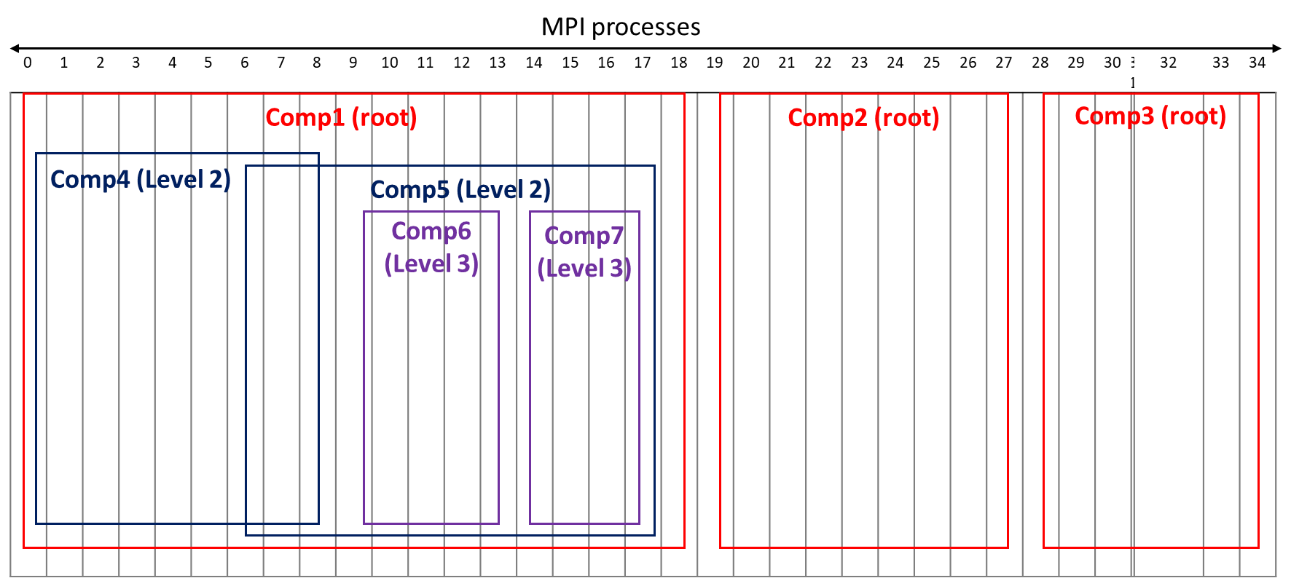 MPI processes
0 1 2 3 4 5 6 7 8 9 10 11 12 13 14 15 16 17 18 19 20 21 22 23 24 25 26 27 28 29 30 31 32 33 34
Comp1 (root) Comp2 (root) Comp3 (root)
Comp4 (Level 2) Comp5 (Level 2)
Comp6 Comp7
(Level 3) (Level 3)